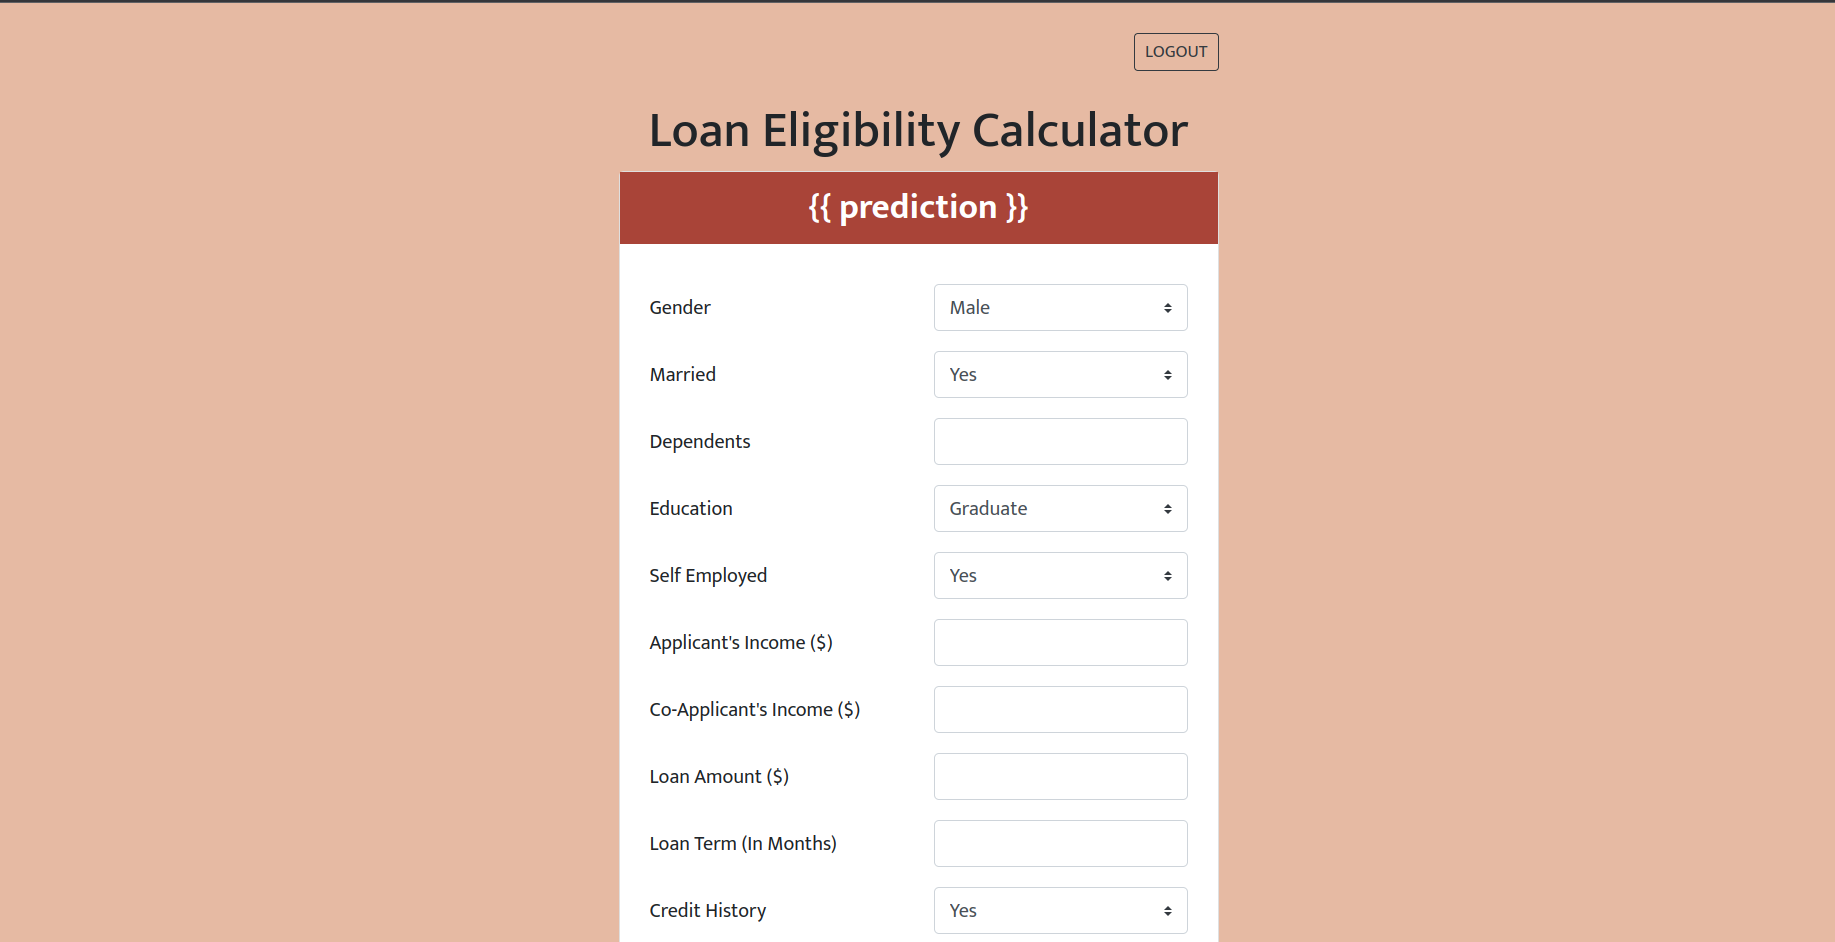 LOGOUT
Loan Eligibility Calculator
{{ prediction }}
Gender Male
Married Yes
Dependents
Education Graduate
Self Employed Yes
Applicant's Income ($)
Co-Applicant's Income ($)
Loan Amount ($)
Loan Term (In Months)
Credit History Yes